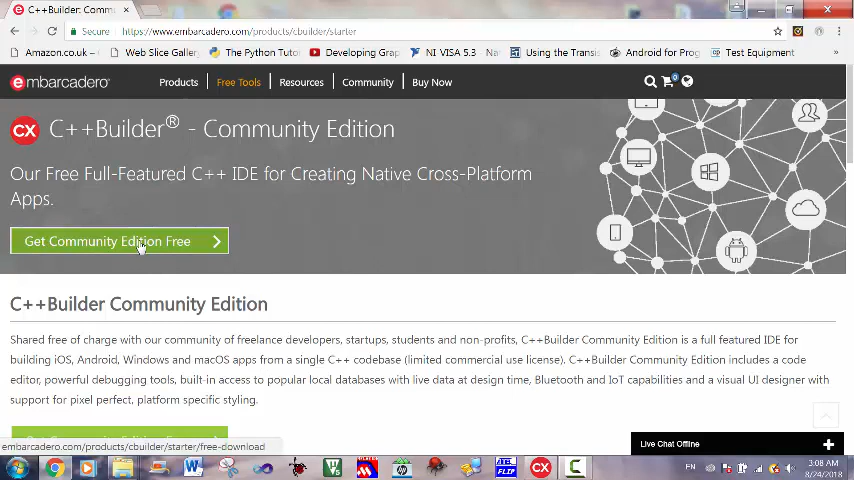 C++Builder: Commu
Secure
https://www.embarcadero.com/products/cbuilder/starter
Amazon.co.uk –
Web Slice Galler
The Python Tuto
Developing Grap
NI VISA 5.3
Using the Transis
Android for Prog
Test Equipment
embarcadero
Products
Free Tools
Resources
Community
Buy Now
0
CX
C++Builder® - Community Edition
Our Free Full-Featured C++ IDE for Creating Native Cross-Platform
Apps.
Get Community Edition Free
C++Builder Community Edition
Shared free of charge with our community of freelance developers, startups, students and non-profits, C++Builder Community Edition is a full featured IDE for
building iOS, Android, Windows and macOS apps from a single C++ codebase (limited commercial use license). C++Builder Community Edition includes a code
editor, powerful debugging tools, built-in access to popular local databases with live data at design time, Bluetooth and IoT capabilities and a visual UI designer with
support for pixel perfect, platform specific styling.
embarcadero.com/products/cbuilder/starter/free-download
Live Chat Offline
EN
3:08 AM
8/24/2018